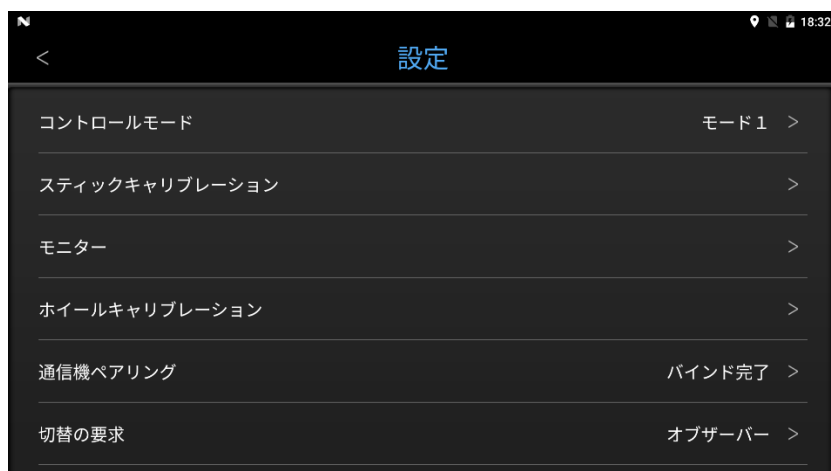 18:32
<
設定
コントロールモード モード１ >
スティックキャリブレーション >
モニター >
ホイールキャリブレーション >
通信機ペアリング バインド完了 >
切替の要求 オブザーバー >